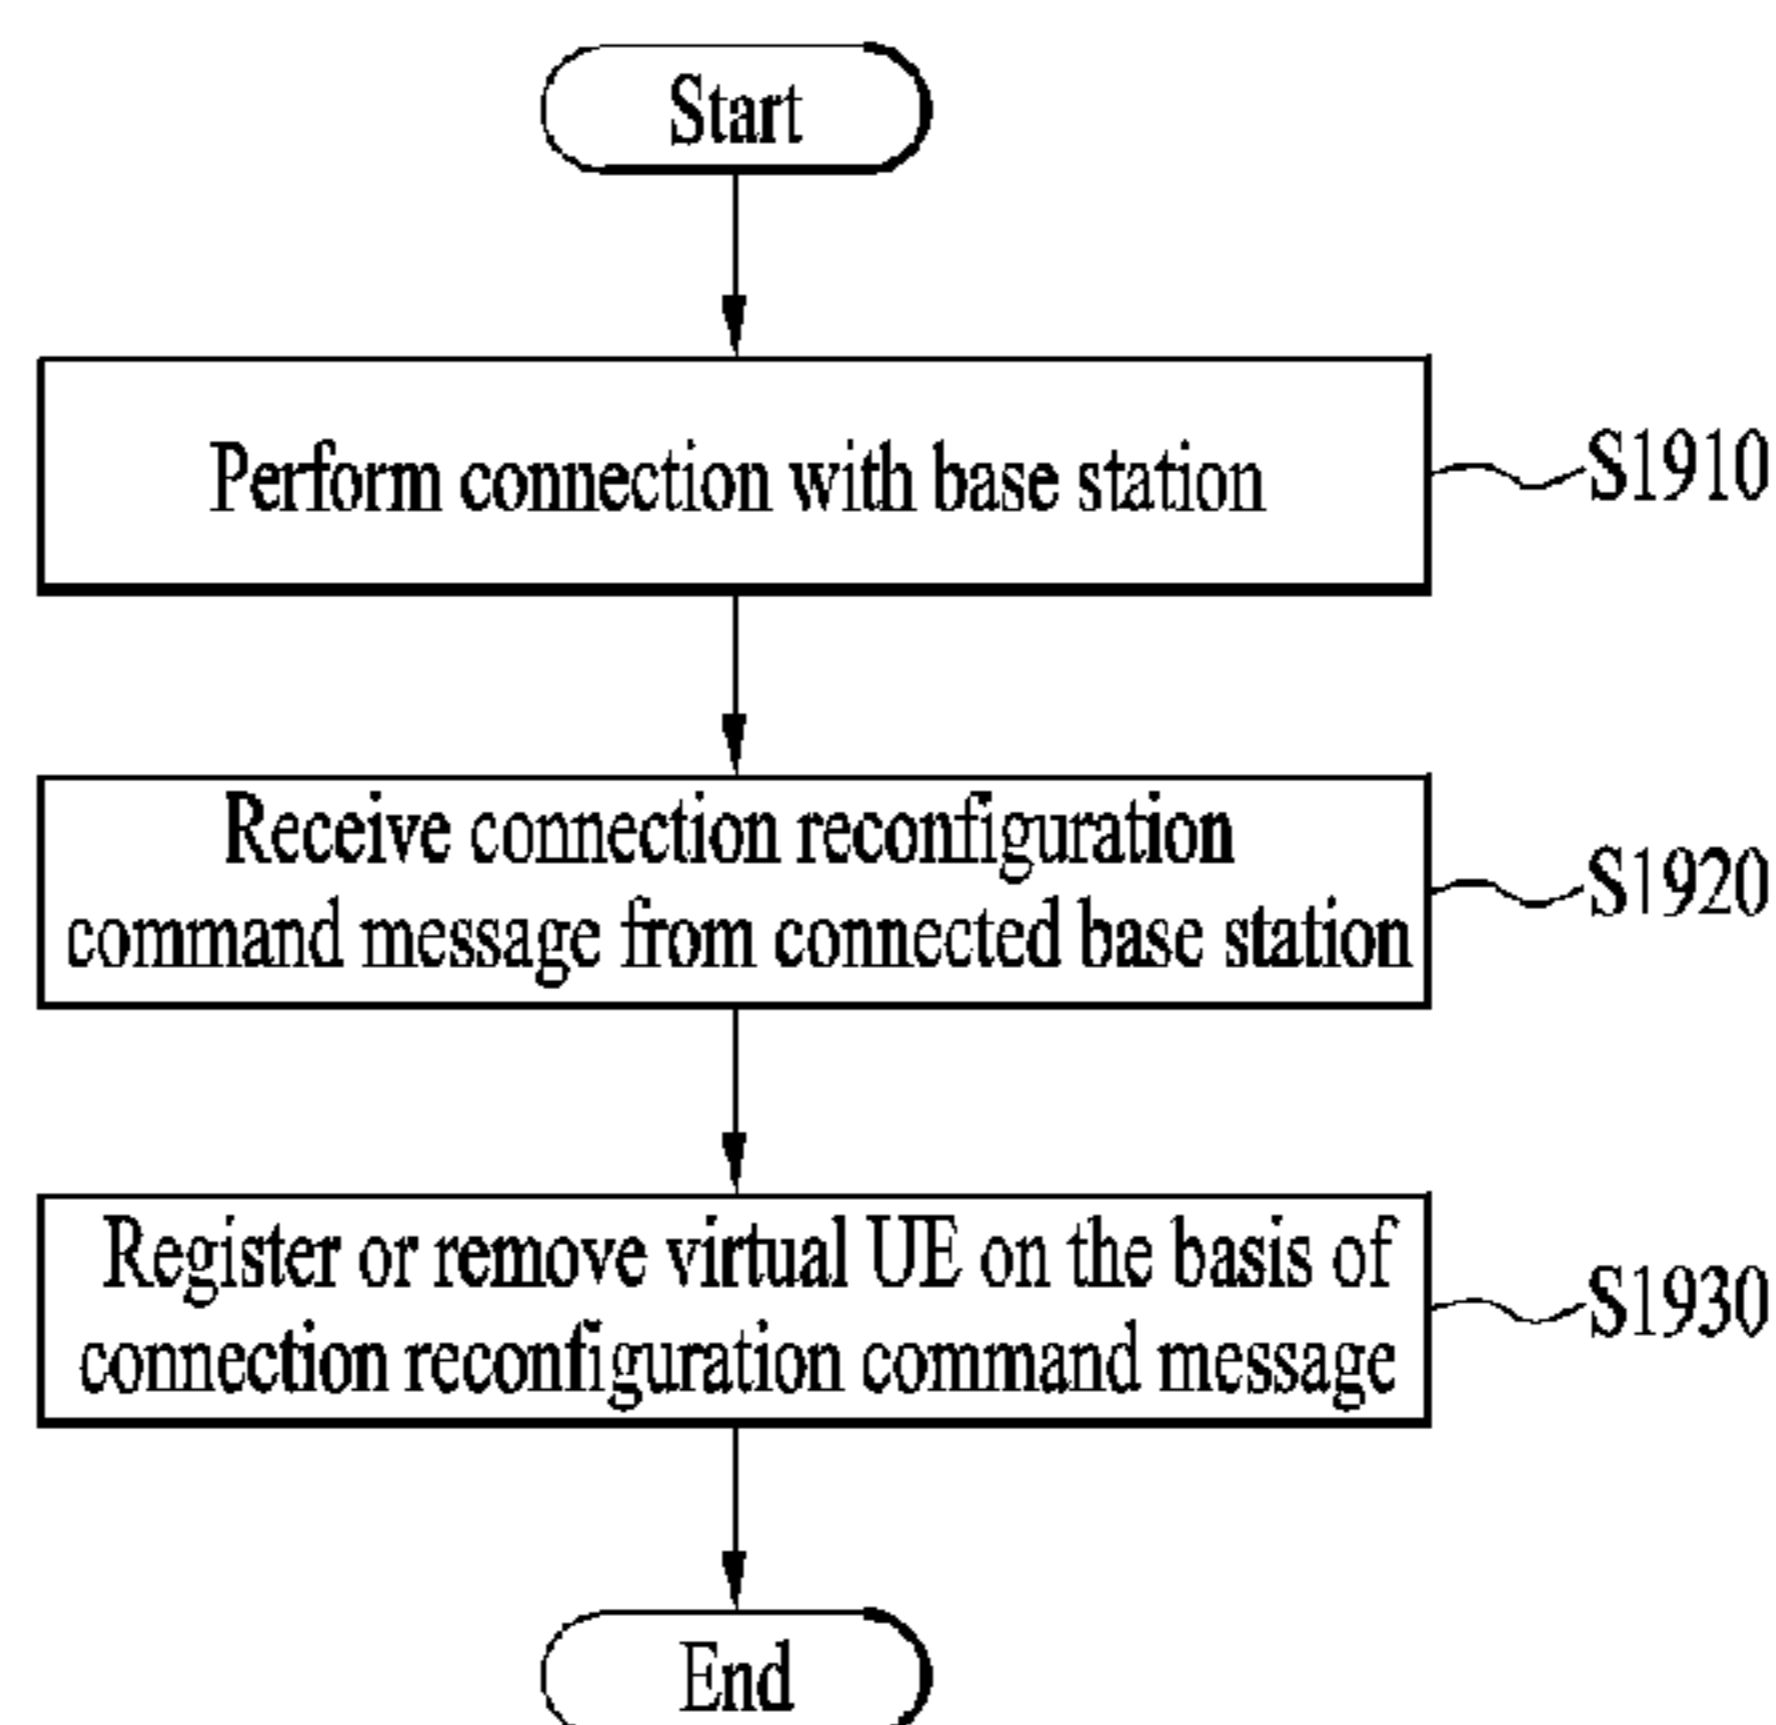 Start
Perform connection with base station
S1910
Receive connection reconfiguration
command message from connected base station
S1920
Register or remove virtual UE on the basis of
connection reconfiguration command message
S1930
End